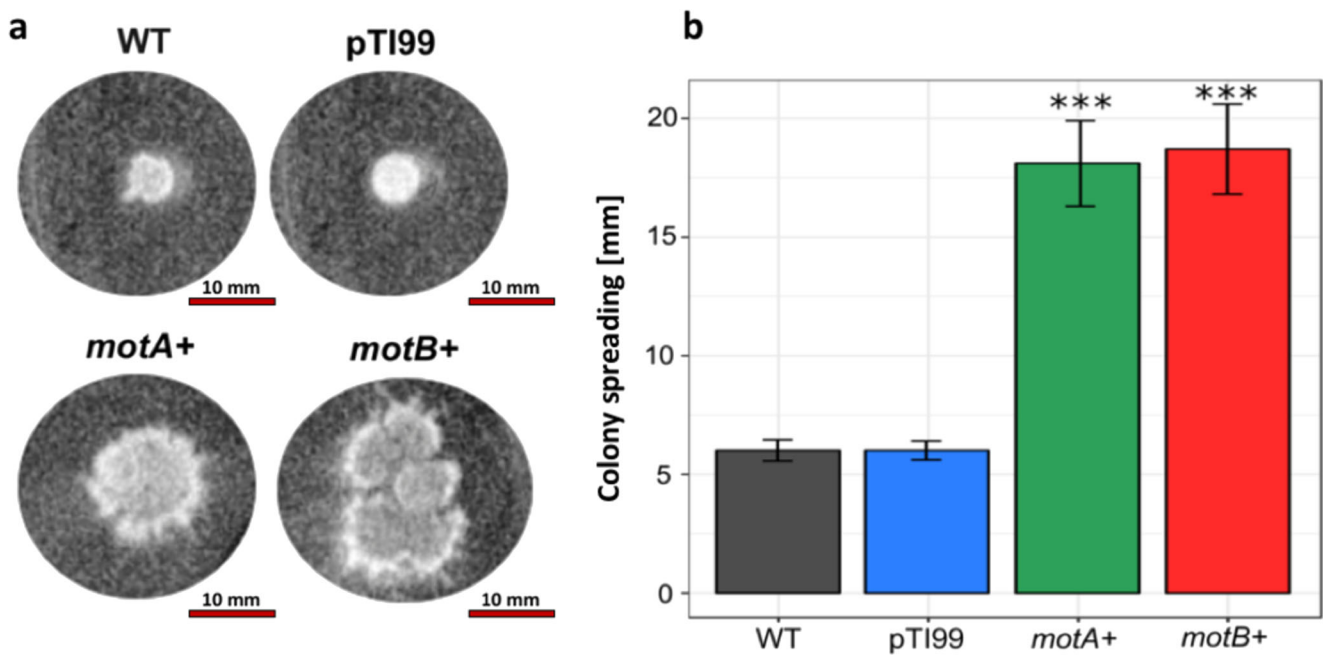 a
WT
pTI99
10 mm
10 mm
motA+
motB+
10 mm
10 mm
b
Colony spreading [mm]
20
15
10
5
0
***
***
WT
pTI99
motA+
motB+